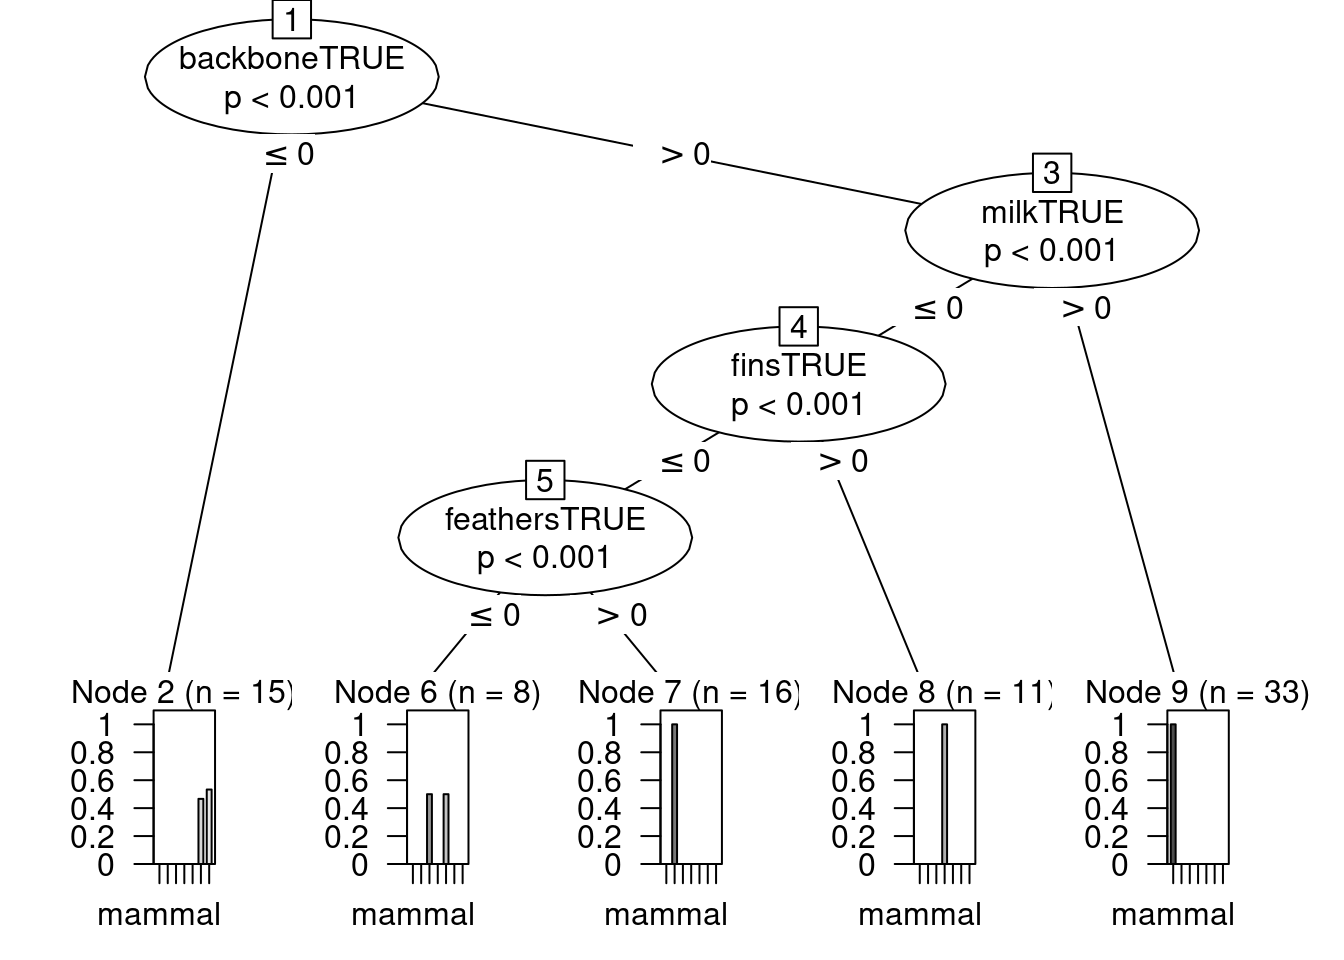 1
backboneTRUE
p < 0.001
≤ 0
> 0
3
milkTRUE
p < 0.001
≤ 0
> 0
4
finsTRUE
p < 0.001
≤ 0
> 0
5
feathersTRUE
p < 0.001
≤ 0
> 0
Node 2 (n = 15)
1
0.8
0.6
0.4
0.2
0
mammal
Node 6 (n = 8)
1
0.8
0.6
0.4
0.2
0
mammal
Node 7 (n = 16)
1
0.8
0.6
0.4
0.2
0
mammal
Node 8 (n = 11)
1
0.8
0.6
0.4
0.2
0
mammal
Node 9 (n = 33)
1
0.8
0.6
0.4
0.2
0
mammal